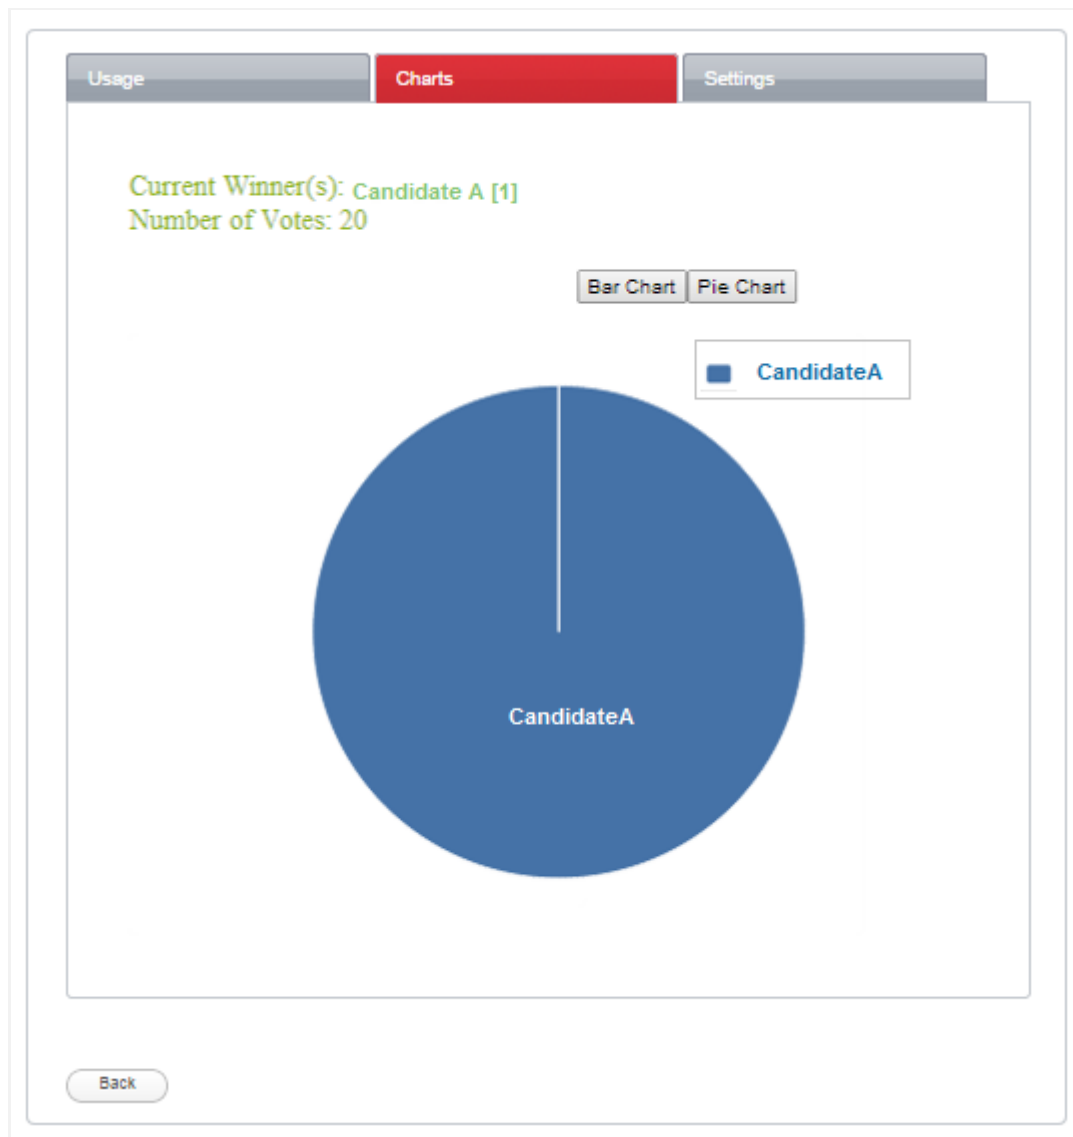 Usage Charts Settings
Current Winner(s): Candidate A [1]
Number of Votes: 20
Bar Chart Pie Chart
CandidateA
CandidateA
Back